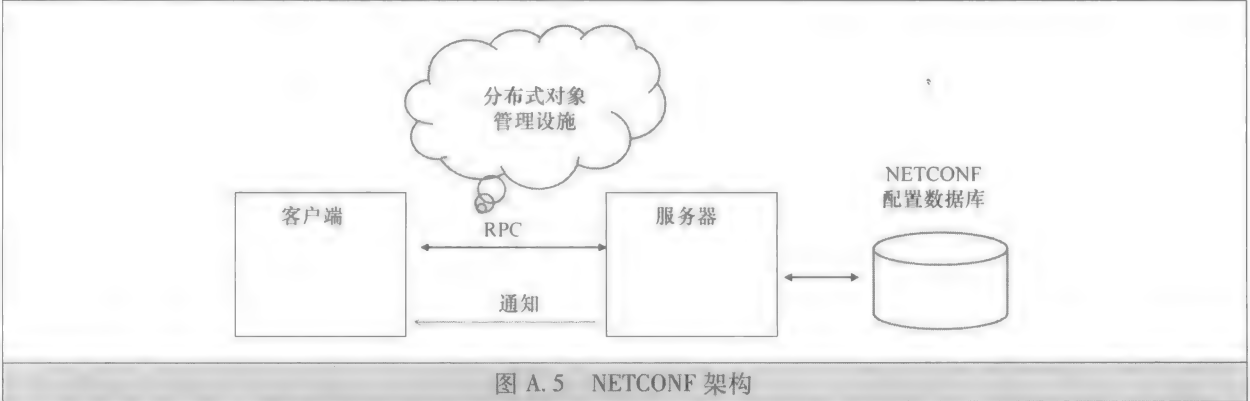 分布式对象
管理设施
NETCONF
配置数据库
客户端
服务器
RPC
通知
图 A.5 NETCONF 架构